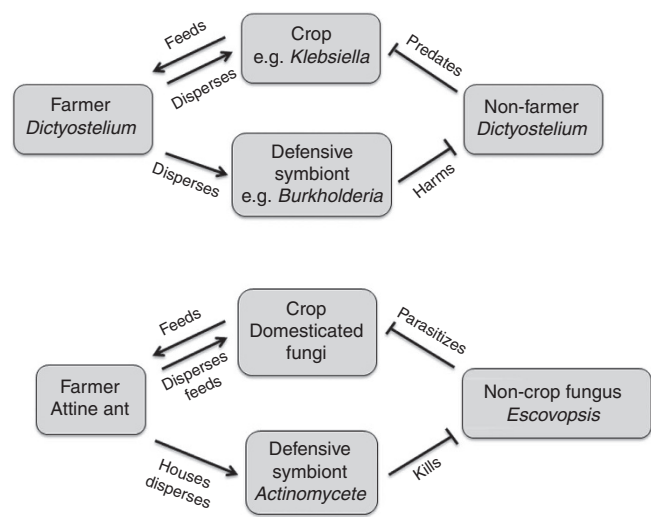 Feeds
Crop
e.g. Klebsiella
Predates
Disperses
Farmer
Dictyostelium
Non-farmer
Dictyostelium
Disperses
Defensive
symbiont
e.g. Burkholderia
Harms
Feeds
Crop
Domesticated
fungi
Parasitizes
Disperses
feeds
Farmer
Attine ant
Non-crop fungus
Escovopsis
Houses
disperses
Defensive
symbiont
Actinomycete
Kills